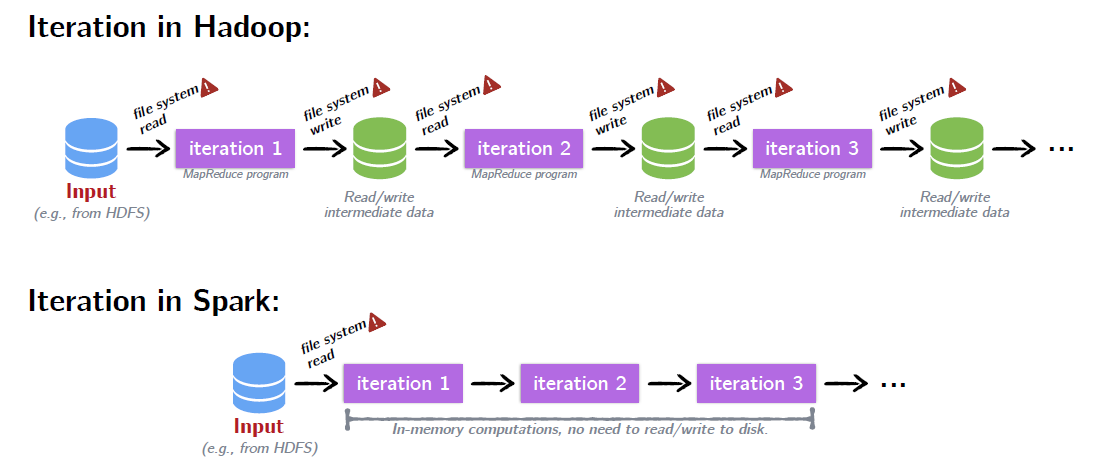 Iteration in Hadoop:
file system
read
file system
write
file system
read
file system
write
file system
read
file system
write
iteration 1
iteration 2
iteration 3
...
MapReduce program
MapReduce program
MapReduce program
Input
(e.g., from HDFS)
Read/write
intermediate data
Read/write
intermediate data
Read/write
intermediate data
Iteration in Spark:
file system
read
iteration 1
iteration 2
iteration 3
...
Input
(e.g., from HDFS)
In-memory computations, no need to read/write to disk.